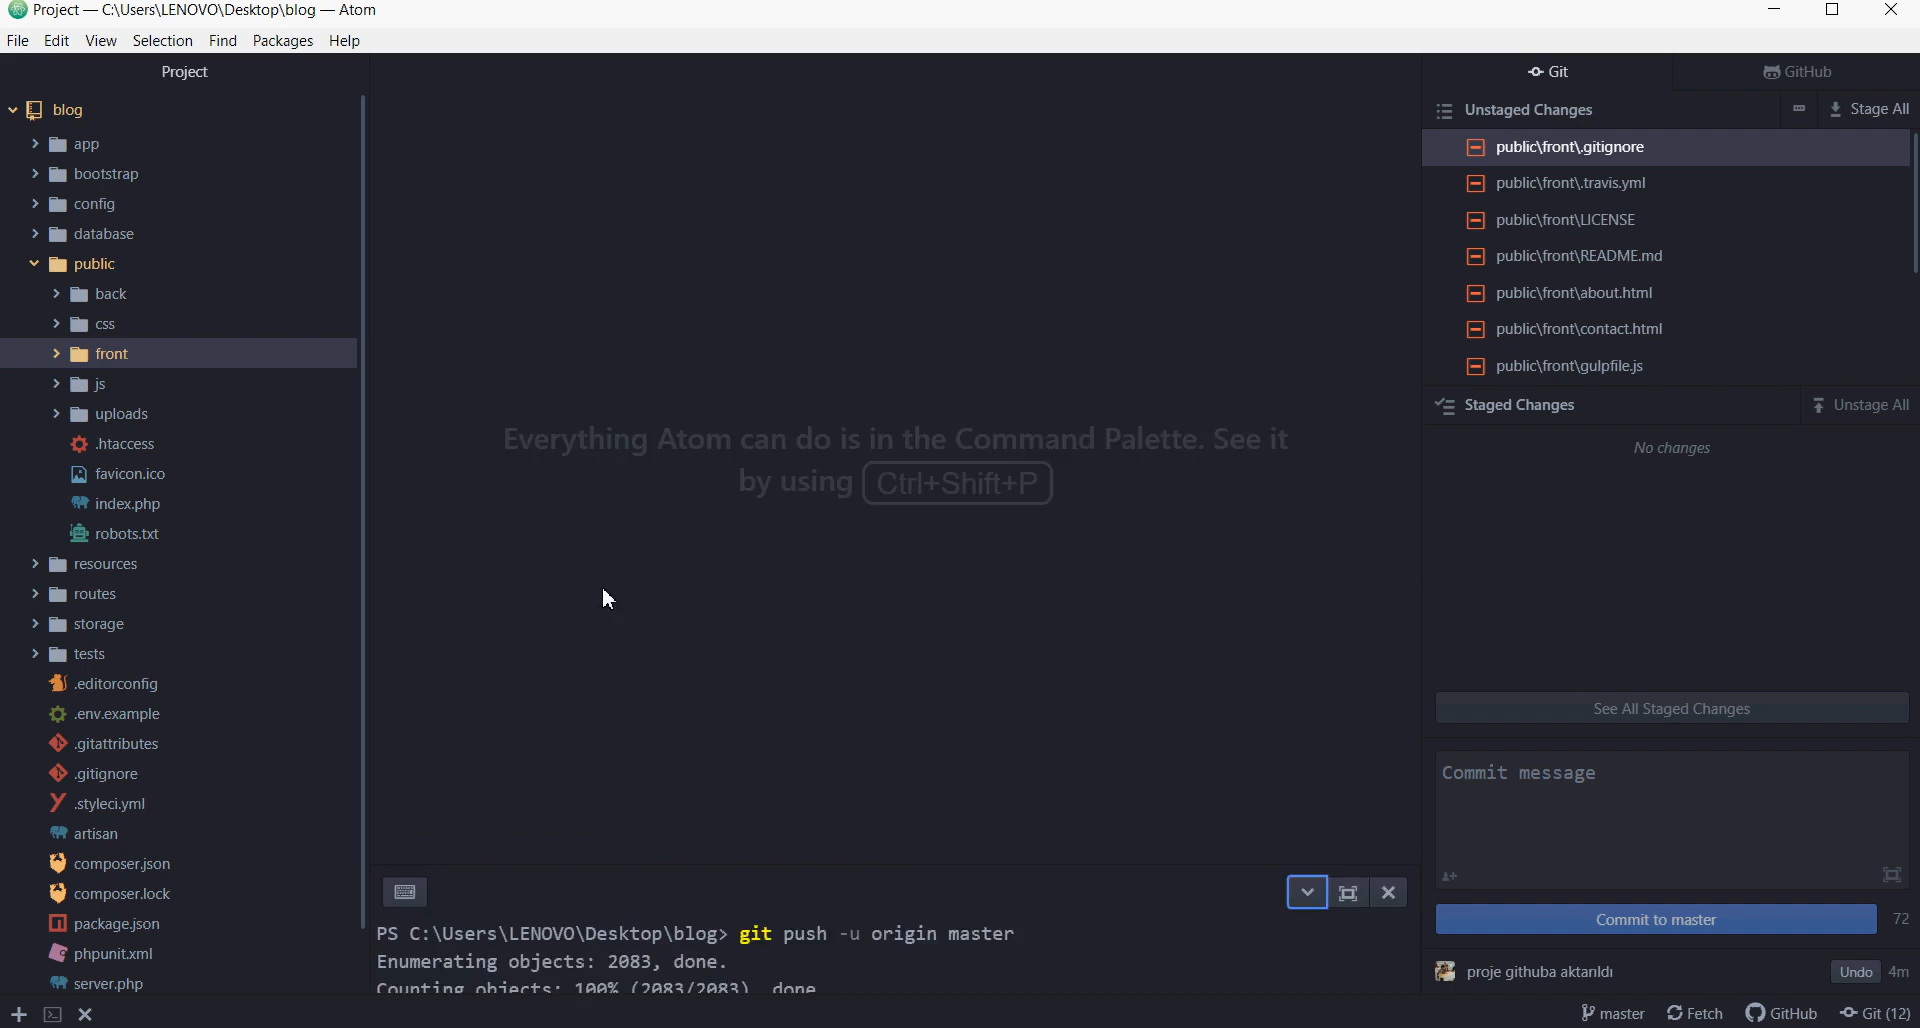 Project — C:\Users\LENOVO\Desktop\blog — Atom
File Edit View Selection Find Packages Help
Project
blog
app
bootstrap
config
database
public
back
css
front
js
uploads
.htaccess
favicon.ico
index.php
robots.txt
resources
routes
storage
tests
.editorconfig
.env.example
.gitattributes
.gitignore
.styleci.yml
artisan
composer.json
composer.lock
package.json
phpunit.xml
server.php
Everything Atom can do is in the Command Palette. See it
by using Ctrl+Shift+P
PS C:\Users\LENOVO\Desktop\blog> git push -u origin master
Enumerating objects: 2083, done.
Counting objects: 100% (2083/2083), done.
Git GitHub
Unstaged Changes Stage All
public\front\.gitignore
public\front\.travis.yml
public\front\LICENSE
public\front\README.md
public\front\about.html
public\front\contact.html
public\front\gulpfile.js
Staged Changes Unstage All
No changes
See All Staged Changes
Commit message
Commit to master 72
proje githuba aktarıldı Undo 4m
master Fetch GitHub Git (12)